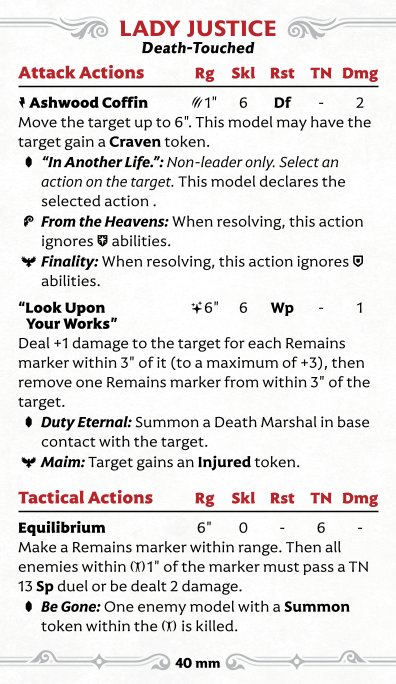 LADY JUSTICE
Death-Touched
Attack Actions Rg Skl Rst TN Dmg
Ashwood Coffin 1" 6 Df - 2
Move the target up to 6". This model may have the
target gain a Craven token.
"In Another Life.": Non-leader only. Select an
action on the target. This model declares the
selected action .
From the Heavens: When resolving, this action
ignores abilities.
Finality: When resolving, this action ignores
abilities.
"Look Upon
Your Works" 6" 6 Wp - 1
Deal +1 damage to the target for each Remains
marker within 3" of it (to a maximum of +3), then
remove one Remains marker from within 3" of the
target.
Duty Eternal: Summon a Death Marshal in base
contact with the target.
Maim: Target gains an Injured token.
Tactical Actions Rg Skl Rst TN Dmg
Equilibrium 6" 0 - 6 -
Make a Remains marker within range. Then all
enemies within 1" of the marker must pass a TN
13 Sp duel or be dealt 2 damage.
Be Gone: One enemy model with a Summon
token within the is killed.
40 mm